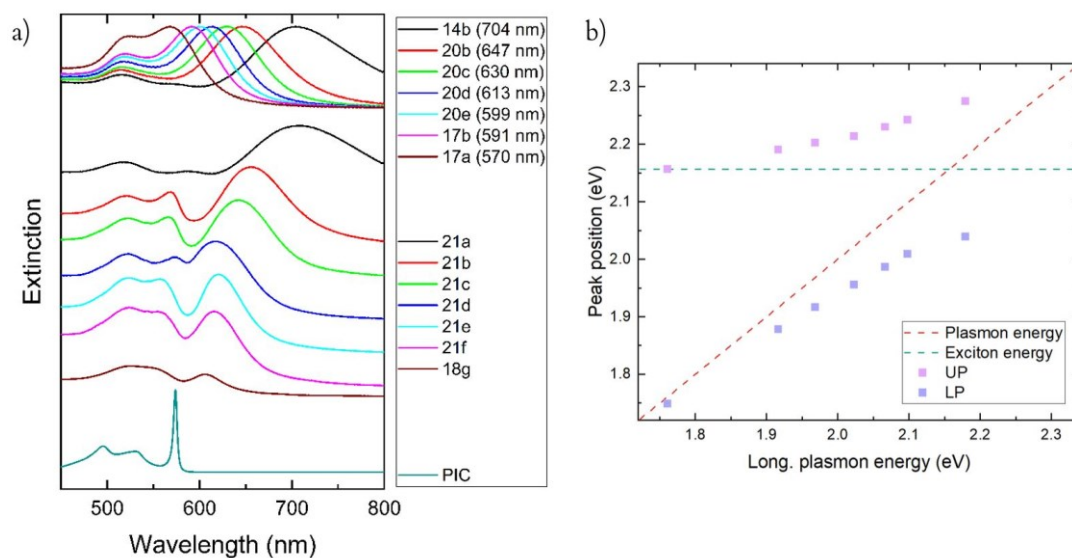 a)
Extinction
14b (704 nm)
20b (647 nm)
20c (630 nm)
20d (613 nm)
20e (599 nm)
17b (591 nm)
17a (570 nm)
21a
21b
21c
21d
21e
21f
18g
PIC
500 600 700 800
Wavelength (nm)
b)
Peak position (eV)
2.3
2.2
2.1
2.0
1.9
1.8
Plasmon energy
Exciton energy
UP
LP
1.8 1.9 2.0 2.1 2.2 2.3
Long. plasmon energy (eV)